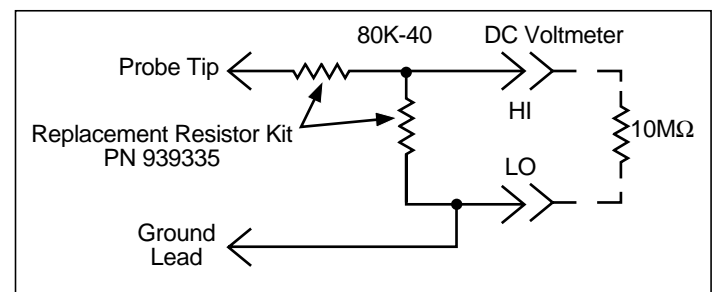 80K-40
DC Voltmeter
Probe Tip
HI
Replacement Resistor Kit
PN 939335
10MΩ
LO
Ground
Lead